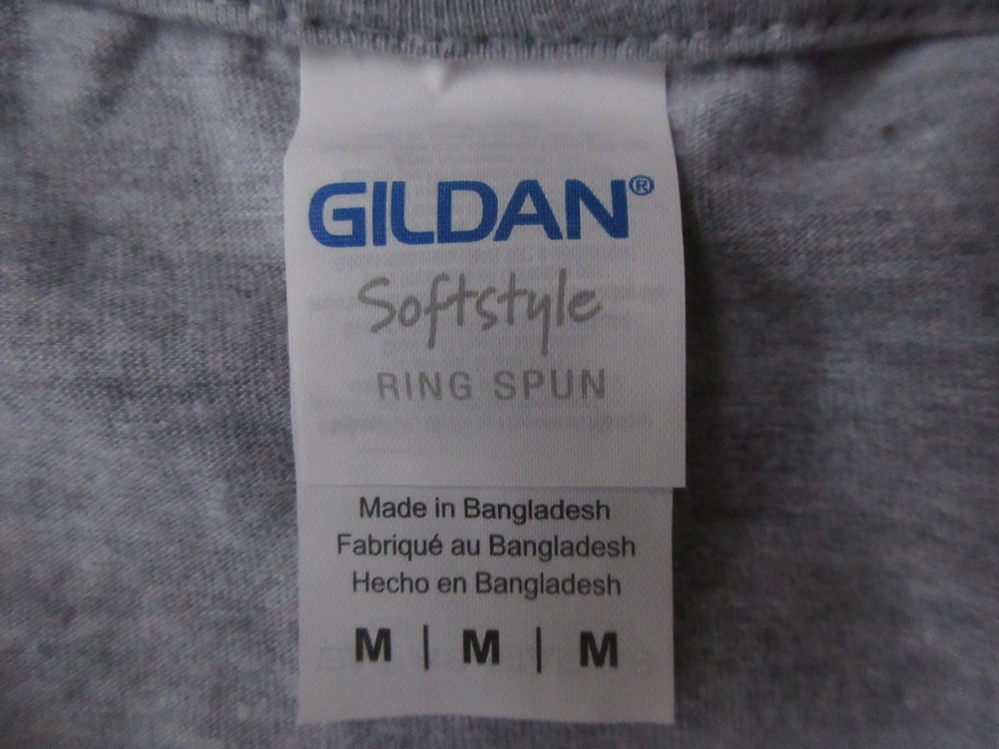 GILDAN®
Softstyle
RING SPUN
Made in Bangladesh
Fabriqué au Bangladesh
Hecho en Bangladesh
M | M | M